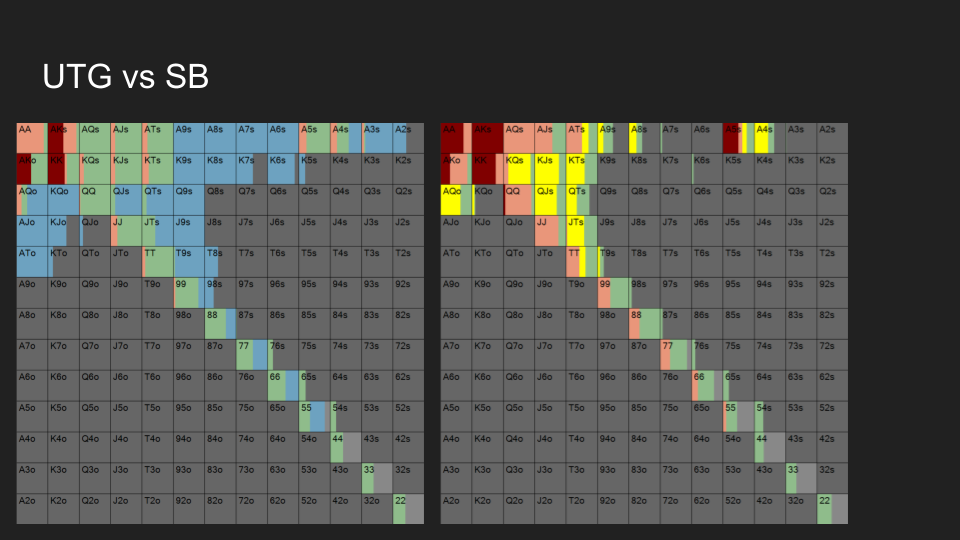 UTG vs SB
AA AKs AQs AJs ATs A9s A8s A7s A6s A5s A4s A3s A2s AA AKs AQs AJs ATs A9s A8s A7s A6s A5s A4s A3s A2s
AKo KK KQs KJs KTs K9s K8s K7s K6s K5s K4s K3s K2s AKo KK KQs KJs KTs K9s K8s K7s K6s K5s K4s K3s K2s
AQo KQo QQ QJs QTs Q9s Q8s Q7s Q6s Q5s Q4s Q3s Q2s AQo KQo QQ QJs QTs Q9s Q8s Q7s Q6s Q5s Q4s Q3s Q2s
AJo KJo QJo JJ JTs J9s J8s J7s J6s J5s J4s J3s J2s AJo KJo QJo JJ JTs J9s J8s J7s J6s J5s J4s J3s J2s
ATo KTo QTo JTo TT T9s T8s T7s T6s T5s T4s T3s T2s ATo KTo QTo JTo TT T9s T8s T7s T6s T5s T4s T3s T2s
A9o K9o Q9o J9o T9o 99 98s 97s 96s 95s 94s 93s 92s A9o K9o Q9o J9o T9o 99 98s 97s 96s 95s 94s 93s 92s
A8o K8o Q8o J8o T8o 98o 88 87s 86s 85s 84s 83s 82s A8o K8o Q8o J8o T8o 98o 88 87s 86s 85s 84s 83s 82s
A7o K7o Q7o J7o T7o 97o 87o 77 76s 75s 74s 73s 72s A7o K7o Q7o J7o T7o 97o 87o 77 76s 75s 74s 73s 72s
A6o K6o Q6o J6o T6o 96o 86o 76o 66 65s 64s 63s 62s A6o K6o Q6o J6o T6o 96o 86o 76o 66 65s 64s 63s 62s
A5o K5o Q5o J5o T5o 95o 85o 75o 65o 55 54s 53s 52s A5o K5o Q5o J5o T5o 95o 85o 75o 65o 55 54s 53s 52s
A4o K4o Q4o J4o T4o 94o 84o 74o 64o 54o 44 43s 42s A4o K4o Q4o J4o T4o 94o 84o 74o 64o 54o 44 43s 42s
A3o K3o Q3o J3o T3o 93o 83o 73o 63o 53o 43o 33 32s A3o K3o Q3o J3o T3o 93o 83o 73o 63o 53o 43o 33 32s
A2o K2o Q2o J2o T2o 92o 82o 72o 62o 52o 42o 32o 22 A2o K2o Q2o J2o T2o 92o 82o 72o 62o 52o 42o 32o 22